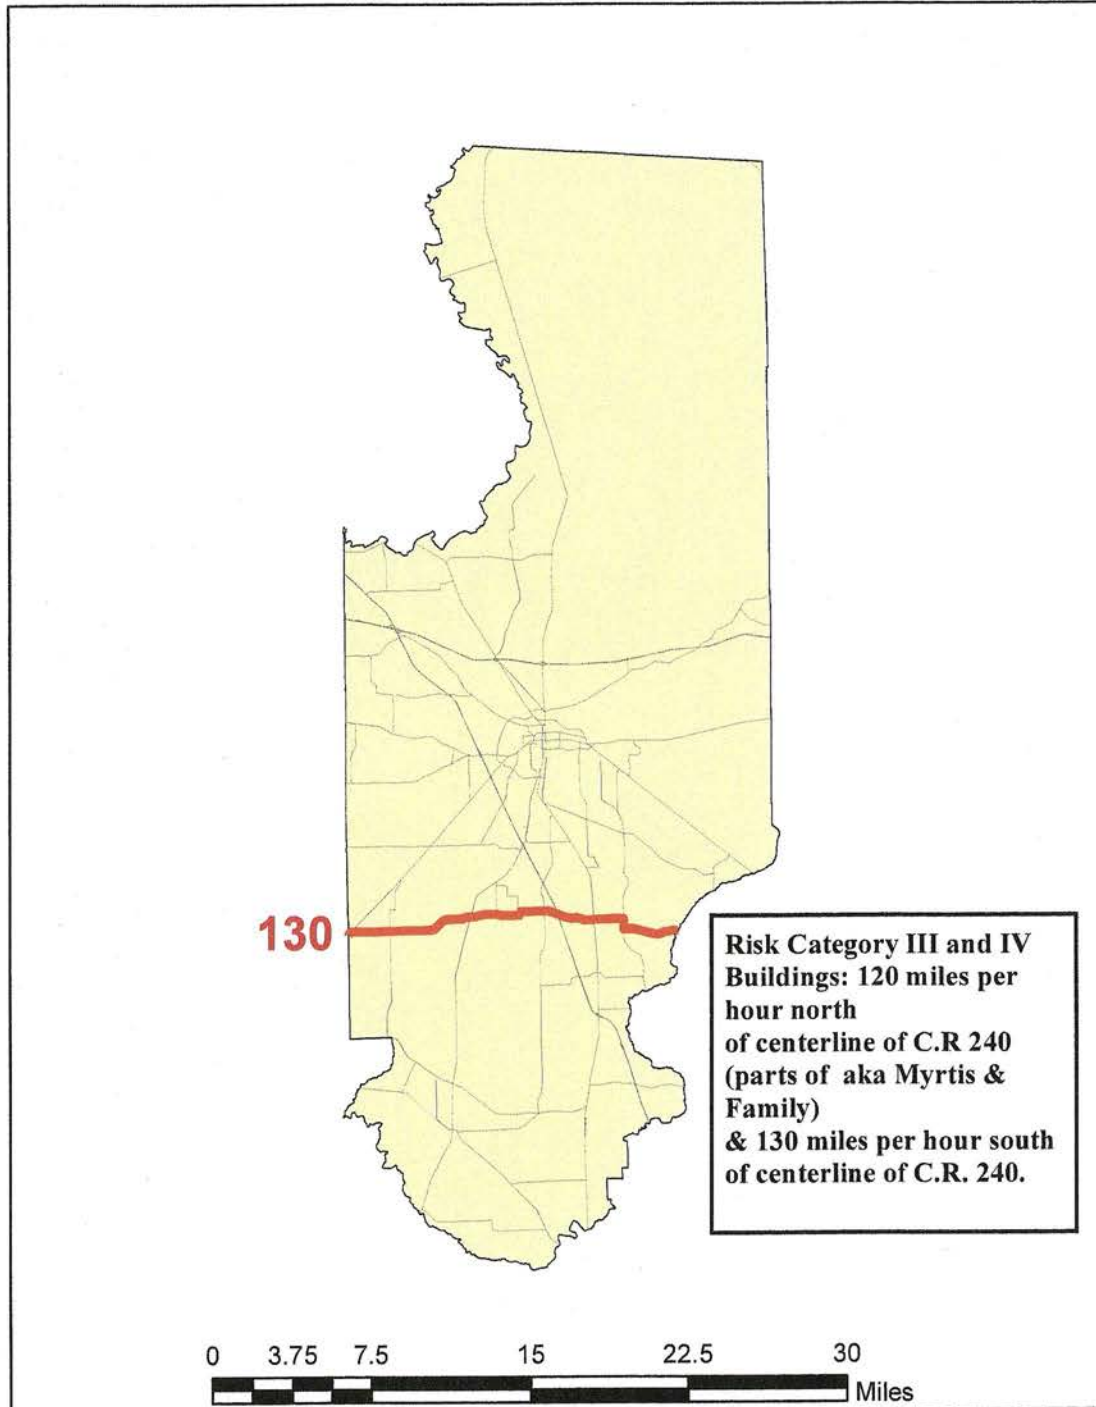 130
Risk Category III and IV
Buildings: 120 miles per
hour north
of centerline of C.R 240
(parts of  aka Myrtis &
Family)
& 130 miles per hour south
of centerline of C.R. 240.
0 3.75 7.5 15 22.5 30
Miles